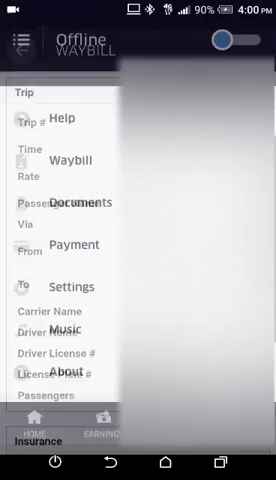 90% 4:00 PM
Offline
WAYBILL
Trip
Help
Trip #
Time
Waybill
Rate
Documents
Passenger Name
Via
Payment
From
To
Settings
Carrier Name
Music
Driver Name
Driver License #
About
License Plate #
Passengers
HOME EARNING
Insurance